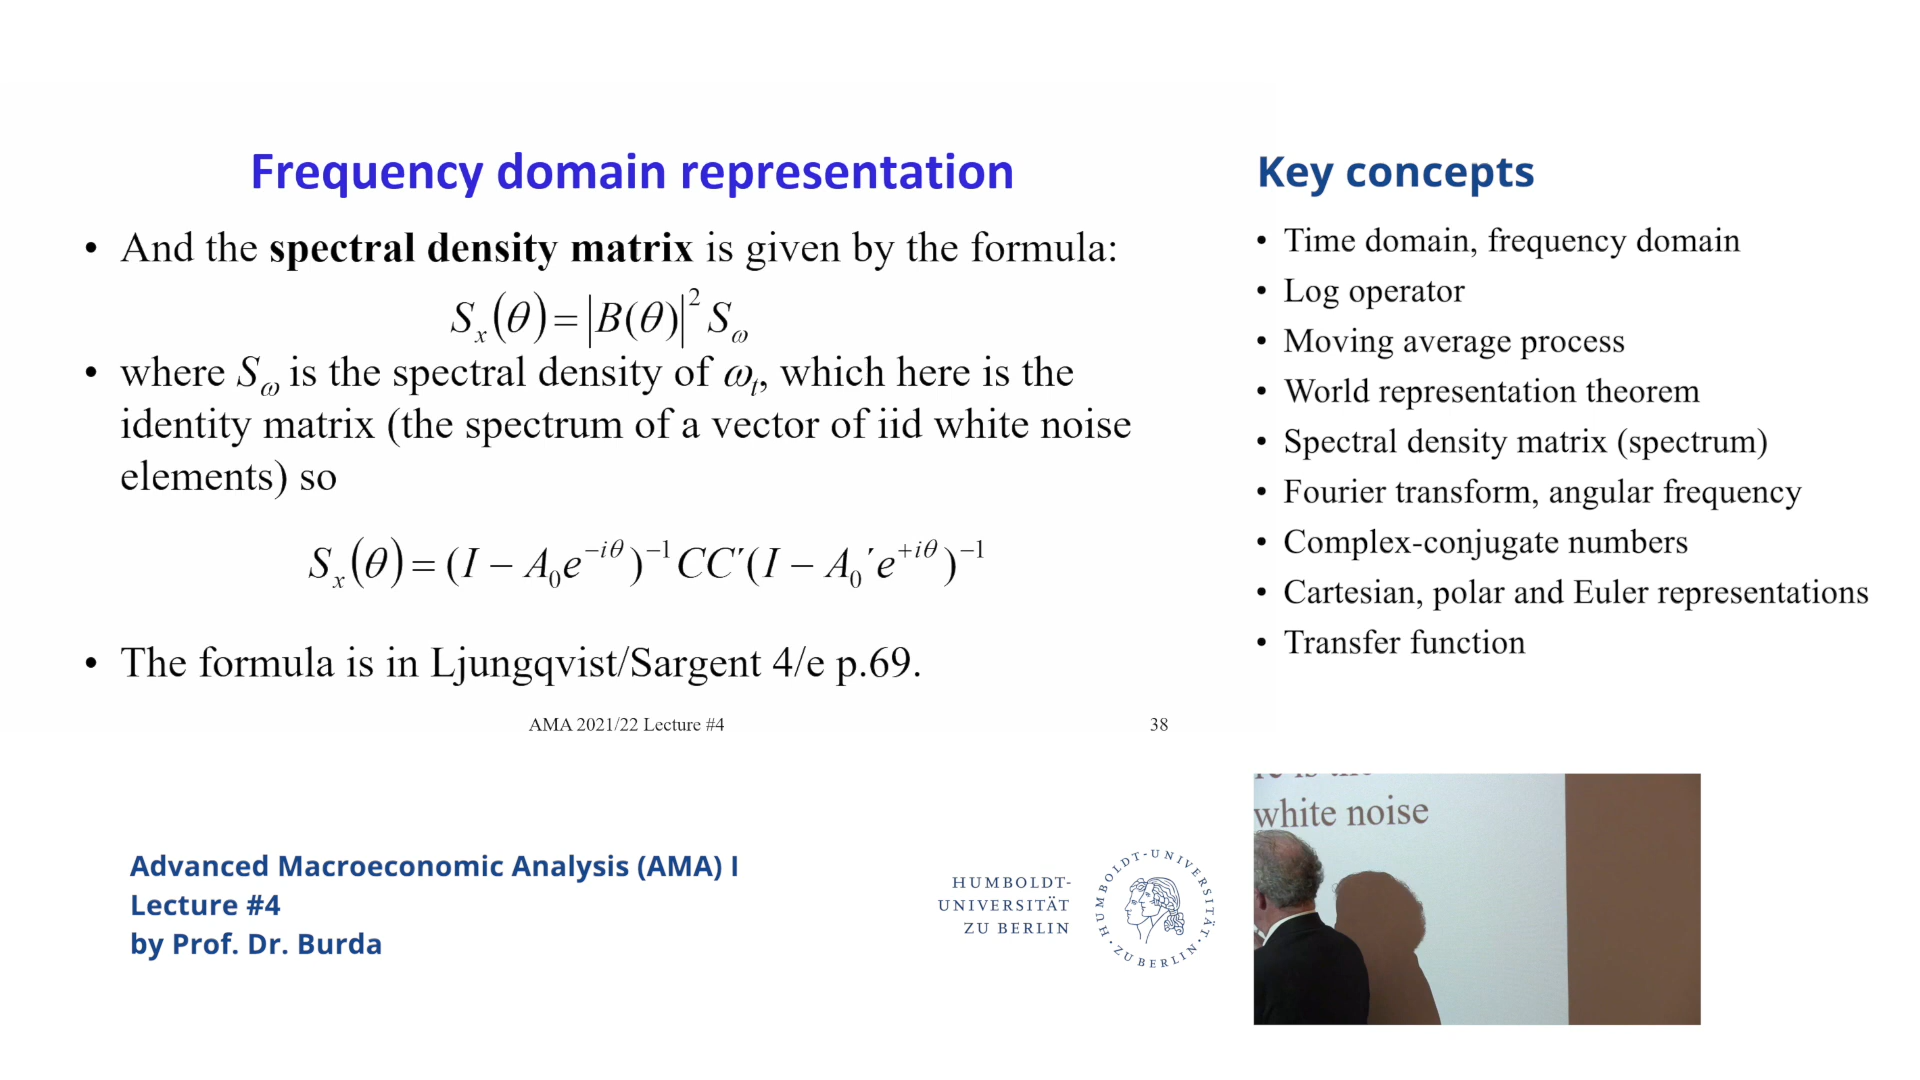 Frequency domain representation
• And the spectral density matrix is given by the formula:
Sₓ(θ) = |B(θ)|² S_ω
• where S_ω is the spectral density of ω_t, which here is the
identity matrix (the spectrum of a vector of iid white noise
elements) so
Sₓ(θ) = (I − A₀e^{−iθ})^{−1} CC′(I − A₀′e^{+iθ})^{−1}
• The formula is in Ljungqvist/Sargent 4/e p.69.
AMA 2021/22 Lecture #4
38
Key concepts
• Time domain, frequency domain
• Log operator
• Moving average process
• World representation theorem
• Spectral density matrix (spectrum)
• Fourier transform, angular frequency
• Complex-conjugate numbers
• Cartesian, polar and Euler representations
• Transfer function
Advanced Macroeconomic Analysis (AMA) I
Lecture #4
by Prof. Dr. Burda
HUMBOLDT-
UNIVERSITÄT
ZU BERLIN
HUMBOLDT-UNIVERSITÄT · ZU BERLIN ·
white noise